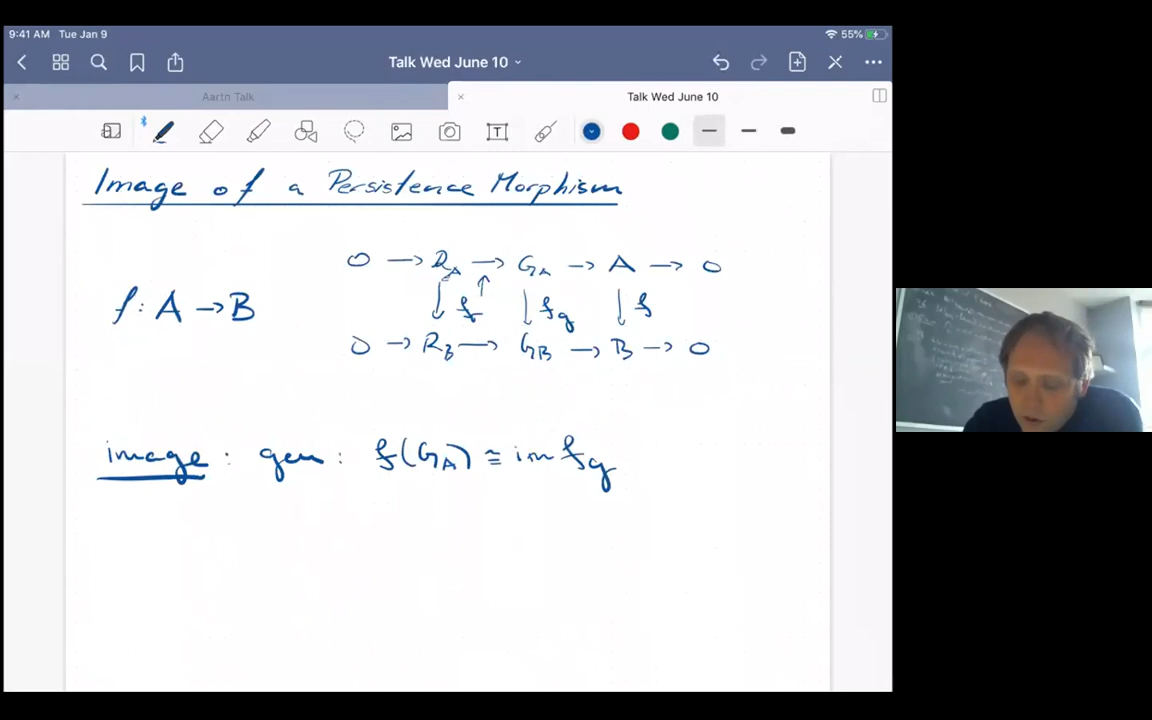 9:41 AM Tue Jan 9
55%
Talk Wed June 10
Aartn Talk
Talk Wed June 10
Image of a Persistence Morphism
0 → R_A → G_A → A → 0
f: A → B
↓ f_r ↑ ↓ f_g ↓ f
0 → R_B → G_B → B → 0
image : gen : f(G_A) ≅ im f_g